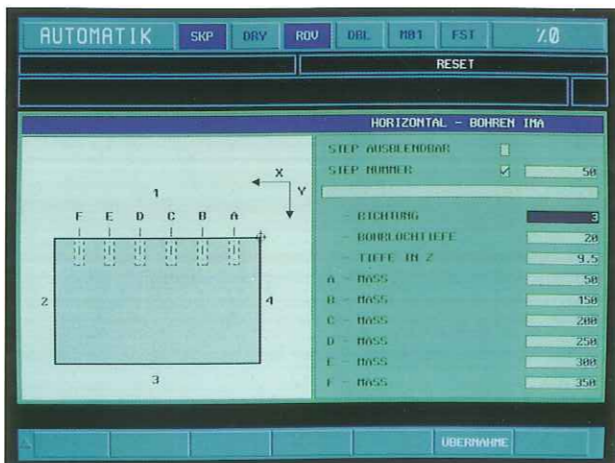 AUTOMATIK SKP DRY ROV DBL M01 FST %0
RESET
HORIZONTAL - BOHREN IMA
STEP AUSBLENDBAR
STEP NUMMER 50
- RICHTUNG 3
- BOHRLOCHTIEFE 20
- TIEFE IN Z 9.5
A - MASS 50
B - MASS 150
C - MASS 200
D - MASS 250
E - MASS 300
F - MASS 350
X
Y
1
F E D C B A
2
4
3
ÜBERNAHME